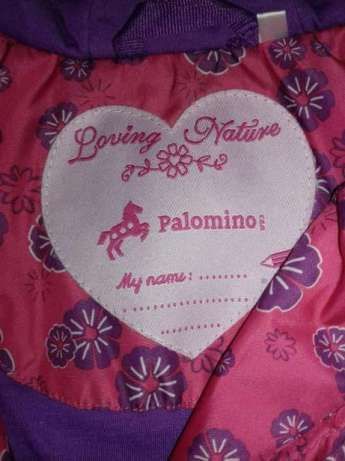 Loving Nature
Palomino
My name: ........
..................
...........